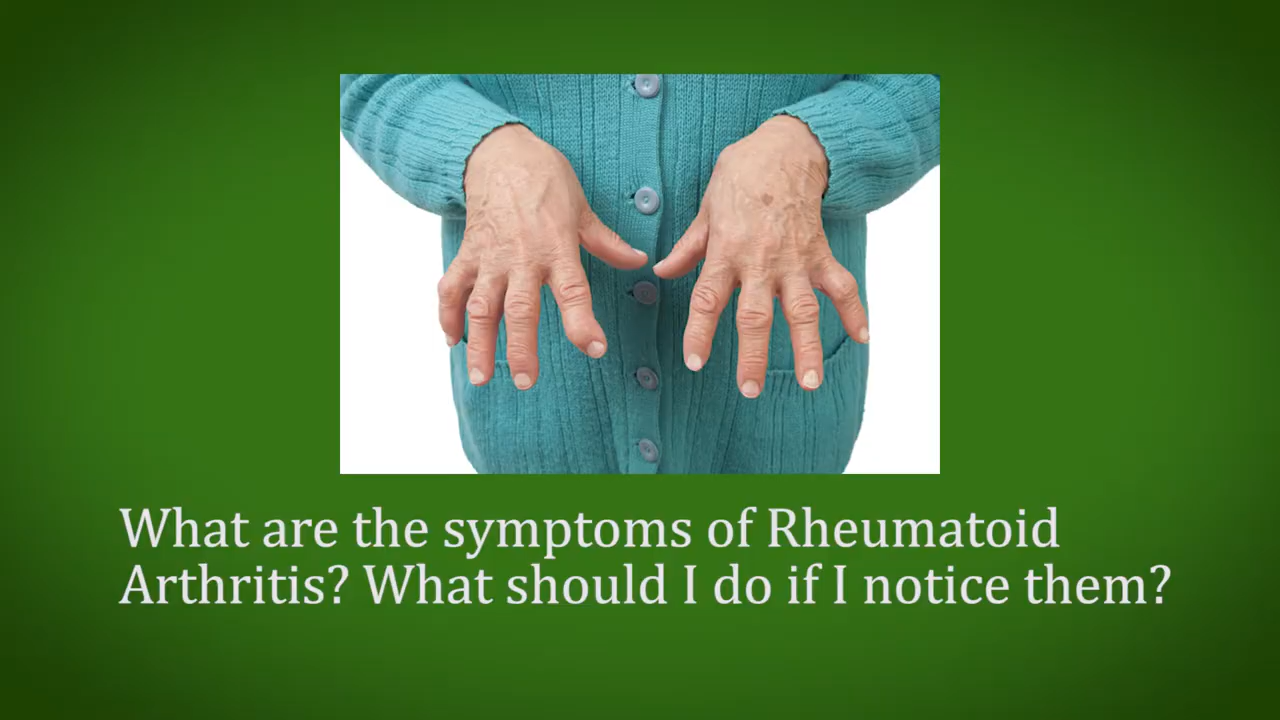 What are the symptoms of Rheumatoid
Arthritis? What should I do if I notice them?